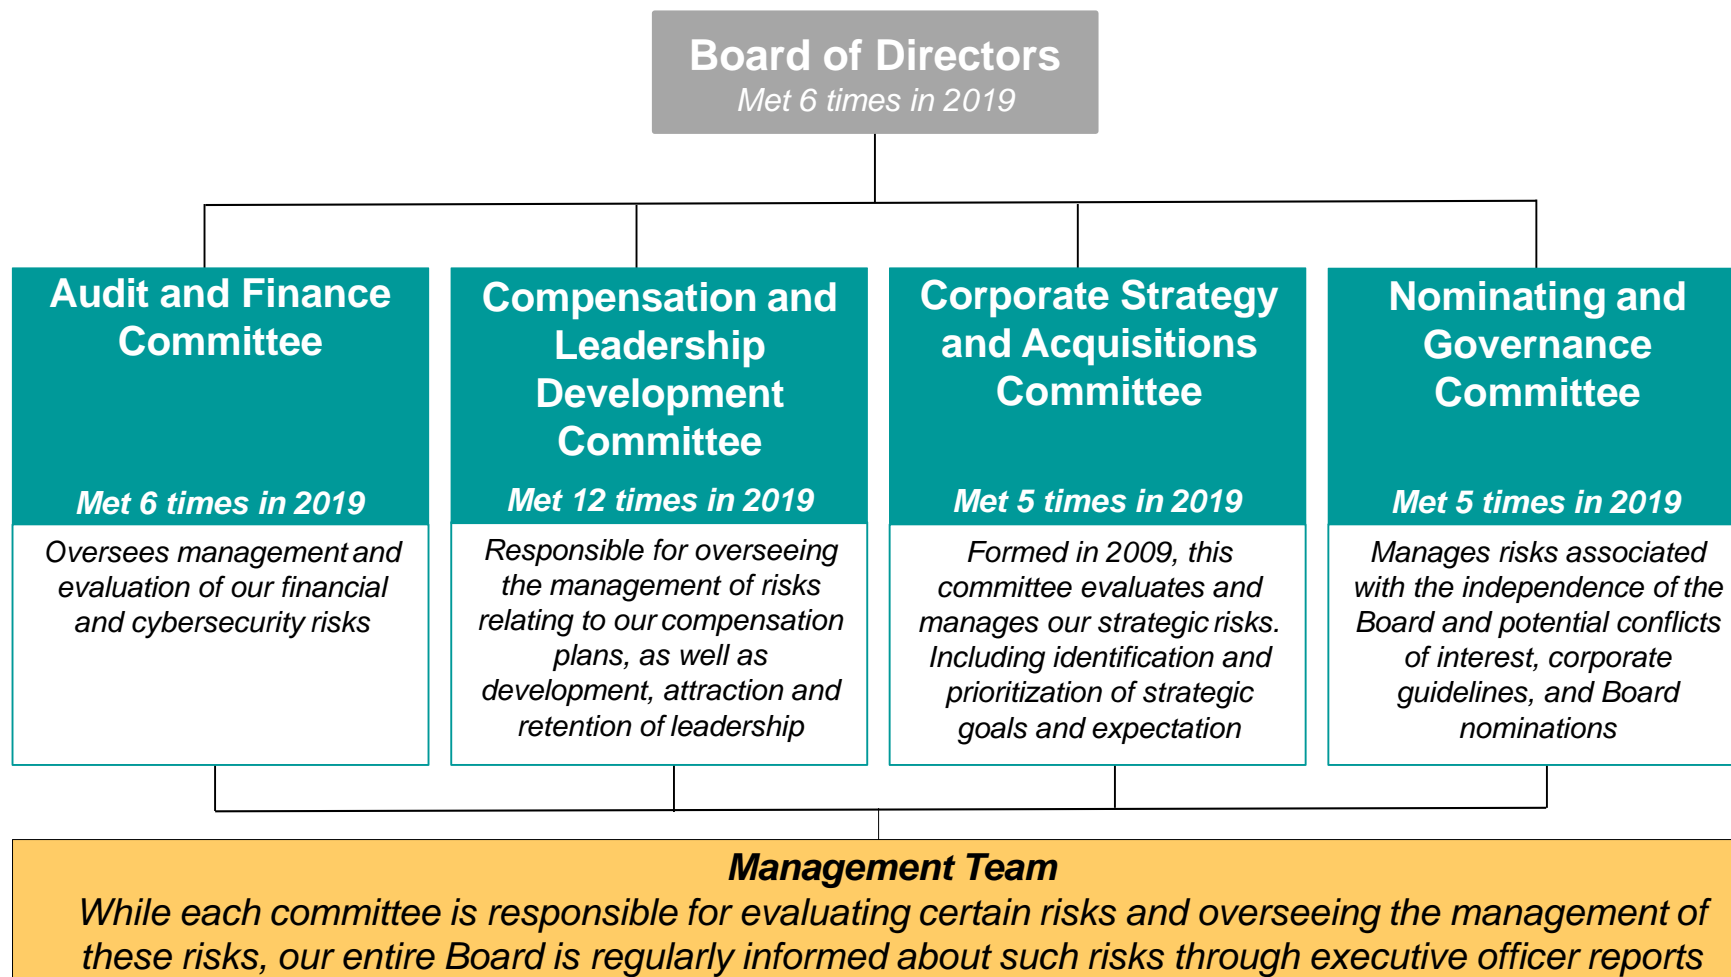 Board of Directors
Met 6 times in 2019
Audit and Finance
Committee
Met 6 times in 2019
Oversees management and
evaluation of our financial
and cybersecurity risks
Compensation and
Leadership
Development
Committee
Met 12 times in 2019
Responsible for overseeing
the management of risks
relating to our compensation
plans, as well as
development, attraction and
retention of leadership
Corporate Strategy
and Acquisitions
Committee
Met 5 times in 2019
Formed in 2009, this
committee evaluates and
manages our strategic risks.
Including identification and
prioritization of strategic
goals and expectation
Nominating and
Governance
Committee
Met 5 times in 2019
Manages risks associated
with the independence of the
Board and potential conflicts
of interest, corporate
guidelines, and Board
nominations
Management Team
While each committee is responsible for evaluating certain risks and overseeing the management of
these risks, our entire Board is regularly informed about such risks through executive officer reports